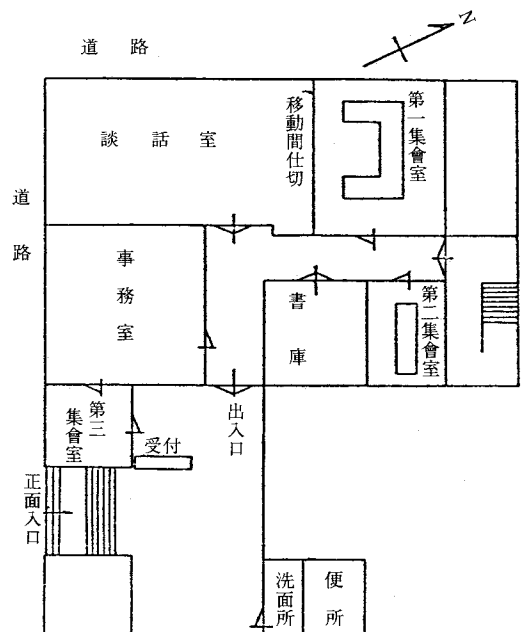 道路
N
道路
談話室
移動間仕切
第一集會室
事務室
書庫
第二集會室
第三
集會室
受付
出入口
正面入口
洗面所
便所